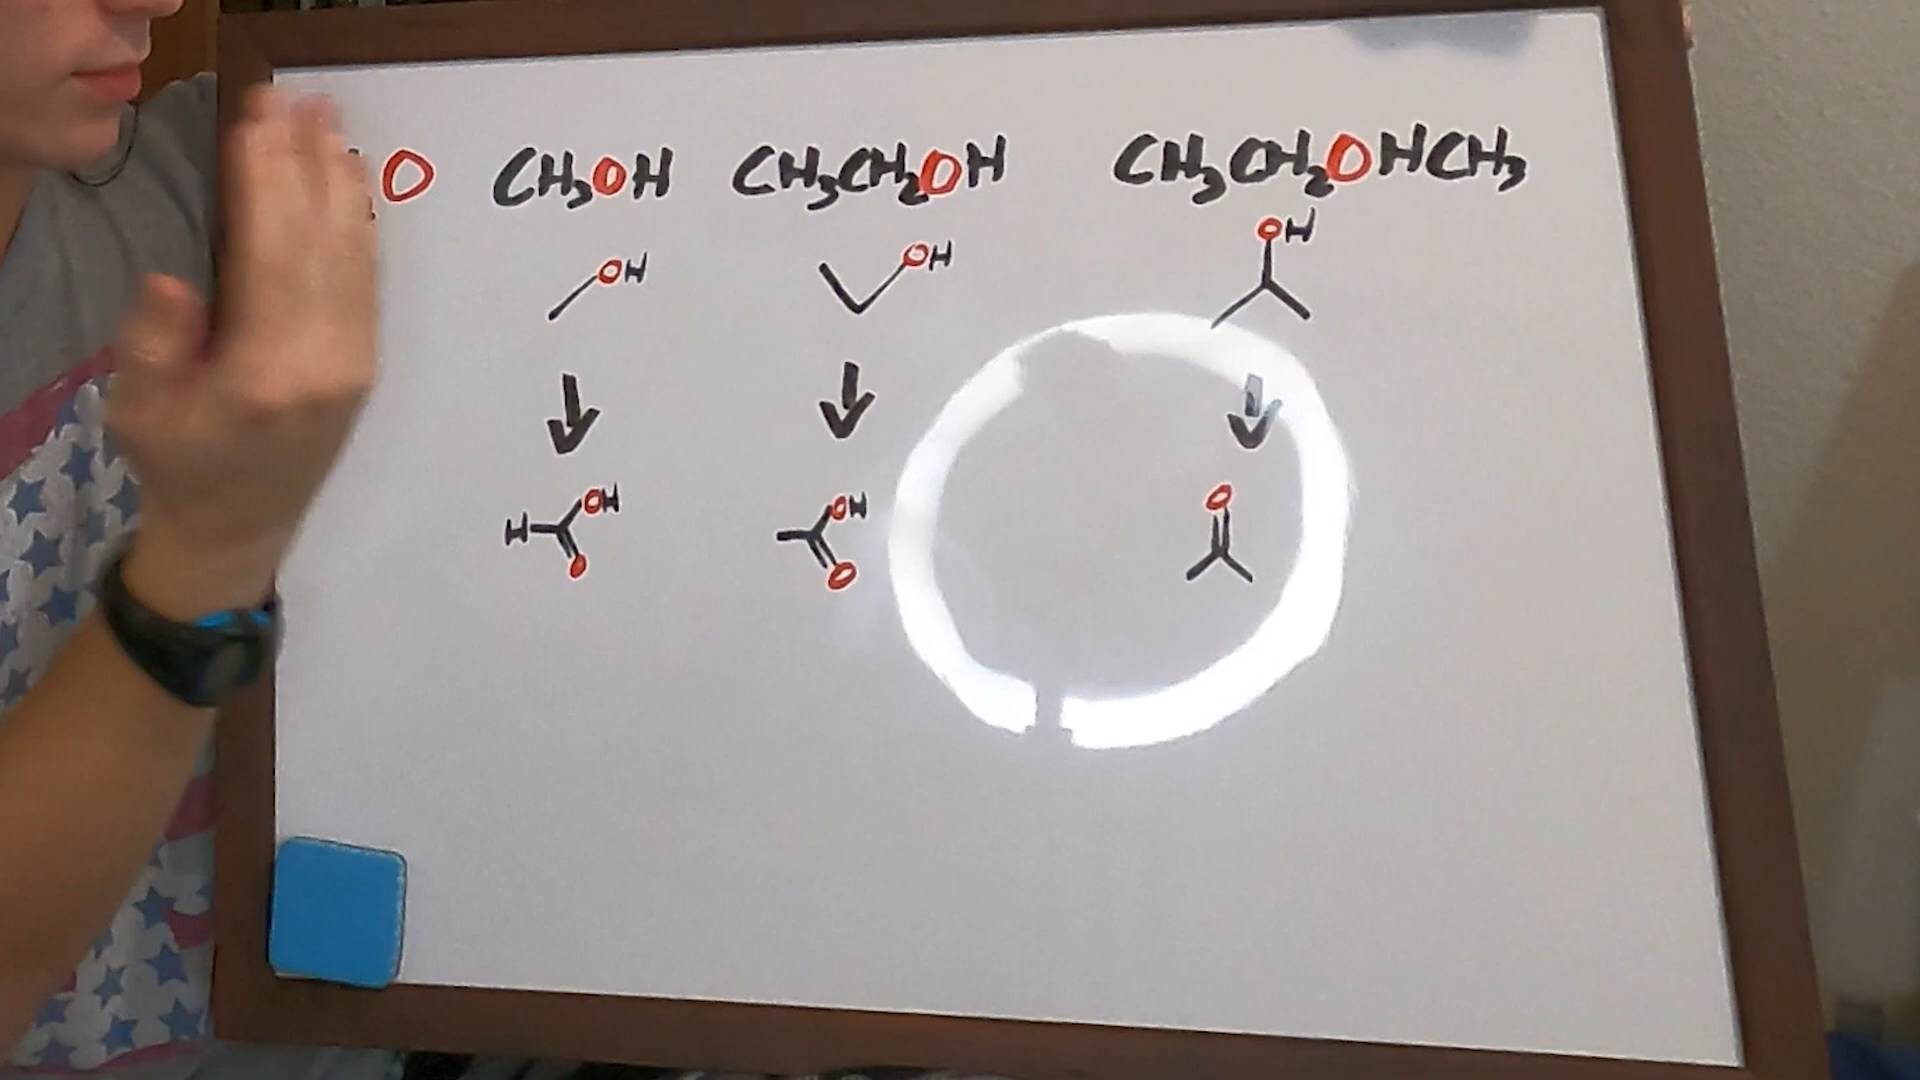 O CH₃OH CH₃CH₂OH CH₃CH₂OHCH₃
OH OH OH
H OH O
OH O
O